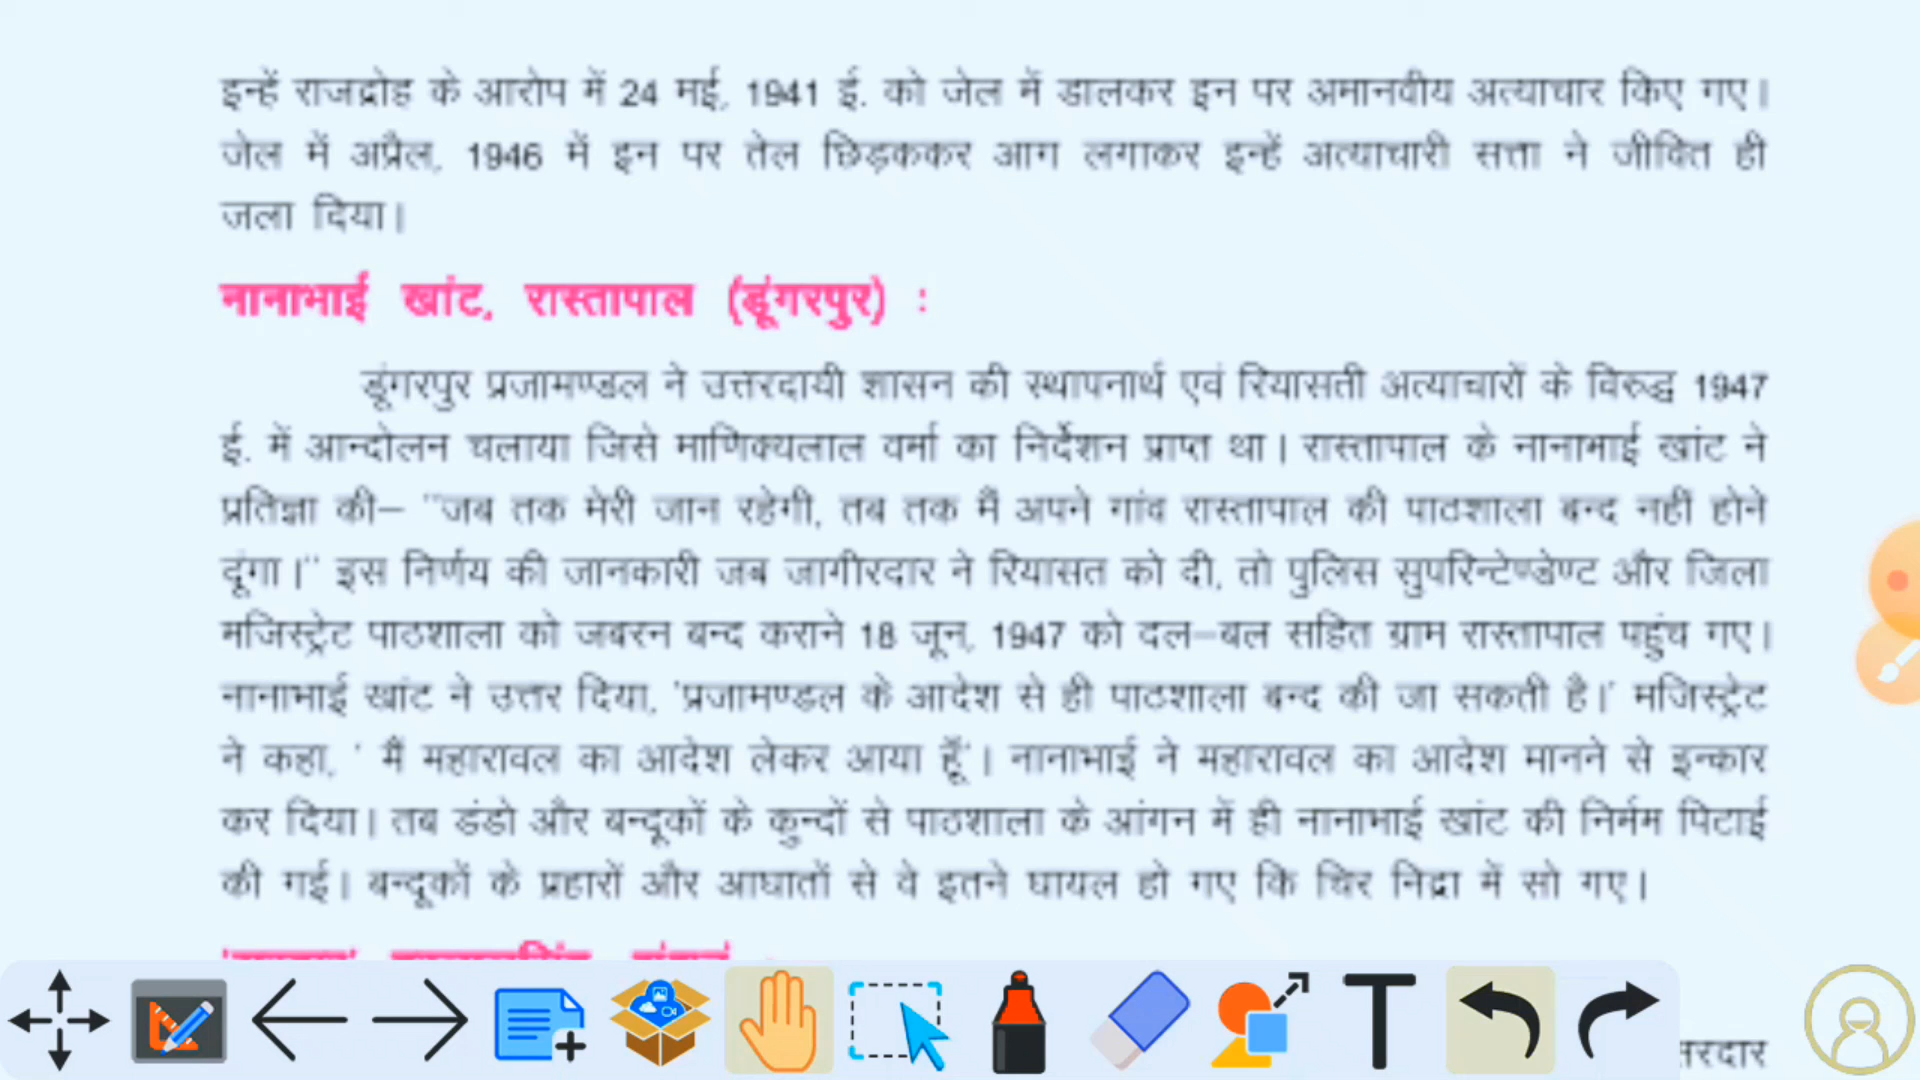 इन्हें राजद्रोह के आरोप में 24 मई, 1941 ई. को जेल में डालकर इन पर अमानवीय अत्याचार किए गए।
जेल में अप्रैल, 1946 में इन पर तेल छिड़ककर आग लगाकर इन्हें अत्याचारी सत्ता ने जीवित ही
जला दिया।
नानाभाई खांट, रास्तापाल (डूंगरपुर) :
डूंगरपुर प्रजामण्डल ने उत्तरदायी शासन की स्थापनार्थ एवं रियासती अत्याचारों के विरुद्ध 1947
ई. में आन्दोलन चलाया जिसे माणिक्यलाल वर्मा का निर्देशन प्राप्त था। रास्तापाल के नानाभाई खांट ने
प्रतिज्ञा की– "जब तक मेरी जान रहेगी, तब तक मैं अपने गांव रास्तापाल की पाठशाला बन्द नहीं होने
दूंगा।" इस निर्णय की जानकारी जब जागीरदार ने रियासत को दी, तो पुलिस सुपरिन्टेण्डेण्ट और जिला
मजिस्ट्रेट पाठशाला को जबरन बन्द कराने 18 जून, 1947 को दल–बल सहित ग्राम रास्तापाल पहुंच गए।
नानाभाई खांट ने उत्तर दिया, 'प्रजामण्डल के आदेश से ही पाठशाला बन्द की जा सकती है।' मजिस्ट्रेट
ने कहा, ' मैं महारावल का आदेश लेकर आया हूँ'। नानाभाई ने महारावल का आदेश मानने से इन्कार
कर दिया। तब डंडो और बन्दूकों के कुन्दों से पाठशाला के आंगन में ही नानाभाई खांट की निर्मम पिटाई
की गई। बन्दूकों के प्रहारों और आघातों से वे इतने घायल हो गए कि चिर निद्रा में सो गए।
सरदार